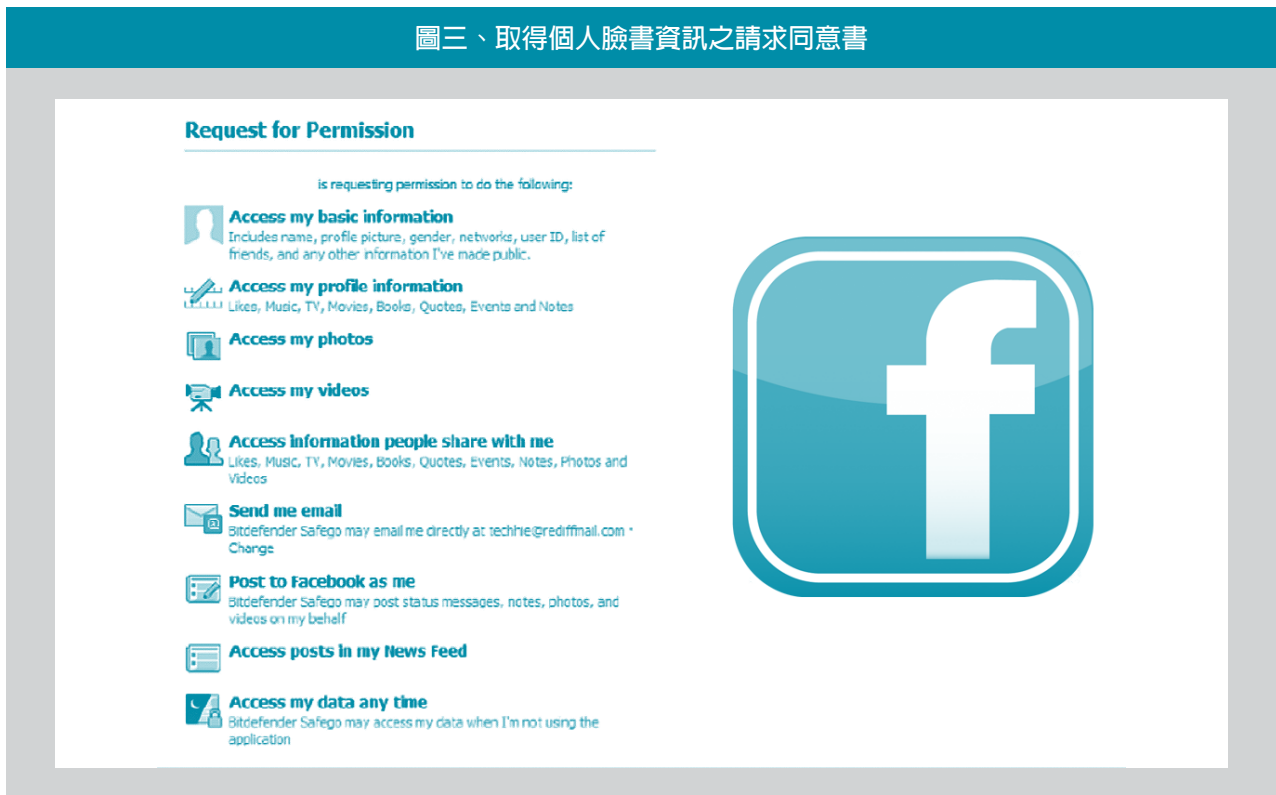 圖三、取得個人臉書資訊之請求同意書
Request for Permission
is requesting permission to do the following:
Access my basic information
Includes name, profile picture, gender, networks, user ID, list of
friends, and any other information I've made public.
Access my profile information
Likes, Music, TV, Movies, Books, Quotes, Events and Notes
Access my photos
Access my videos
Access information people share with me
Likes, Music, TV, Movies, Books, Quotes, Events, Notes, Photos and
Videos
Send me email
Bitdefender Safego may email me directly at techhie@rediffmail.com ·
Change
Post to Facebook as me
Bitdefender Safego may post status messages, notes, photos, and
videos on my behalf
Access posts in my News Feed
Access my data any time
Bitdefender Safego may access my data when I'm not using the
application
f